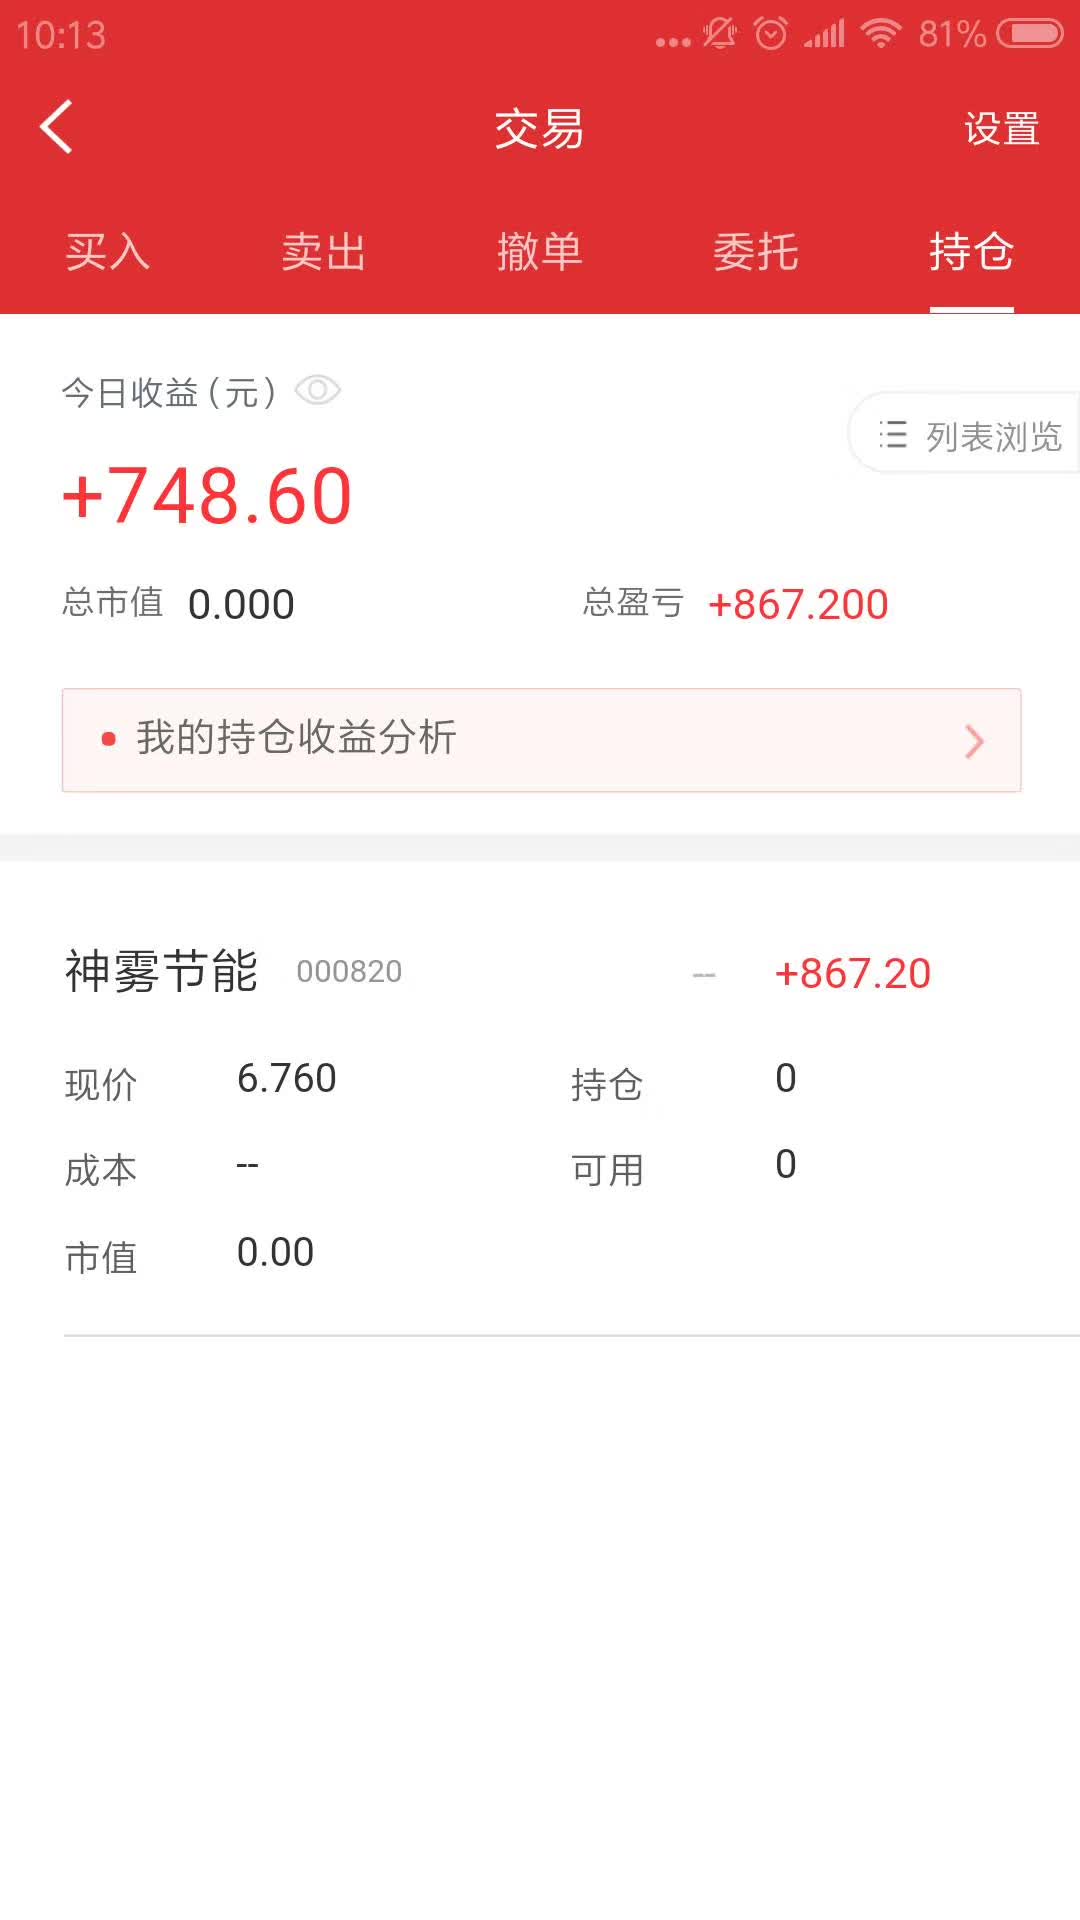 10:13 81%
交易 设置
买入 卖出 撤单 委托 持仓
今日收益(元)
列表浏览
+748.60
总市值 0.000 总盈亏 +867.200
我的持仓收益分析
神雾节能 000820 -- +867.20
现价 6.760 持仓 0
成本 -- 可用 0
市值 0.00